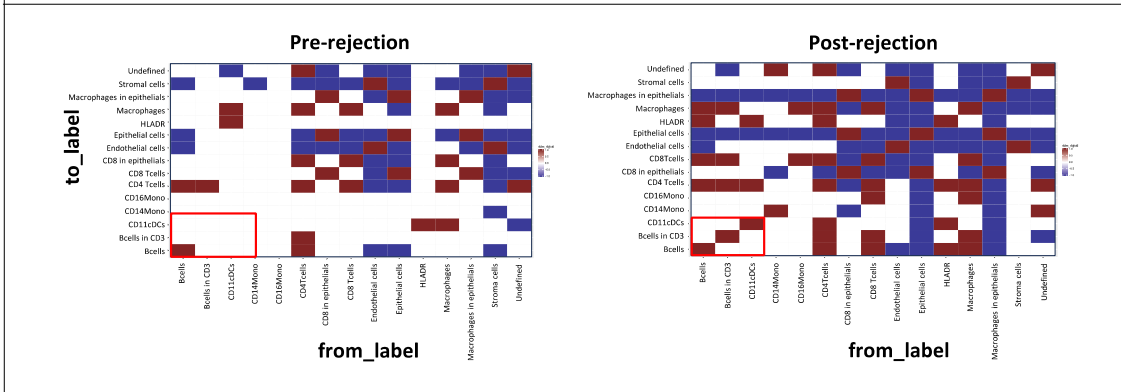 Pre-rejection
to_label
Undefined
Stromal cells
Macrophages in epithelials
Macrophages
HLADR
Epithelial cells
Endothelial cells
CD8 in epithelials
CD8 Tcells
CD4 Tcells
CD16Mono
CD14Mono
CD11cDCs
Bcells in CD3
Bcells
Bcells
Bcells in CD3
CD11cDCs
CD14Mono
CD16Mono
CD4Tcells
CD8 in epithelials
CD8 Tcells
Endothelial cells
Epithelial cells
HLADR
Macrophages
Macrophages in epithelials
Stroma cells
Undefined
from_label
Post-rejection
Undefined
Stromal cells
Macrophages in epithelials
Macrophages
HLADR
Epithelial cells
Endothelial cells
CD8Tcells
CD8 in epithelials
CD4 Tcells
CD16Mono
CD14Mono
CD11cDCs
Bcells in CD3
Bcells
Bcells
Bcells in CD3
CD11cDCs
CD14Mono
CD16Mono
CD4Tcells
CD8 in epithelials
CD8 Tcells
Endothelial cells
Epithelial cells
HLADR
Macrophages
Macrophages in epithelials
Stroma cells
Undefined
from_label